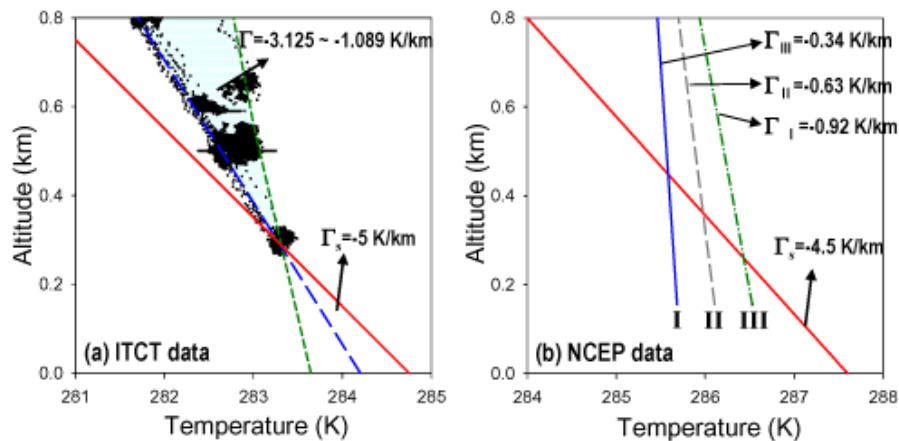 Γ=-3.125 ~ -1.089 K/km
Γs=-5 K/km
(a) ITCT data
Altitude (km)
0.8
0.6
0.4
0.2
0.0
281 282 283 284 285
Temperature (K)
ΓIII=-0.34 K/km
ΓII=-0.63 K/km
ΓI=-0.92 K/km
Γs=-4.5 K/km
I II III
(b) NCEP data
Altitude (km)
0.8
0.6
0.4
0.2
0.0
284 285 286 287 288
Temperature (K)